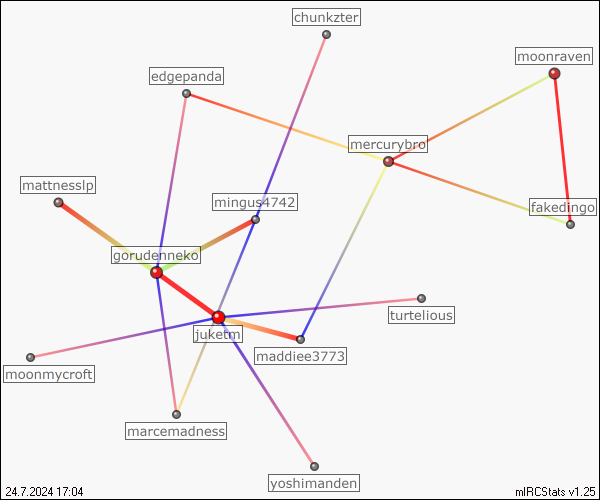 chunkzter
moonraven
edgepanda
mercurybro
mattnesslp
mingus4742
fakedingo
gorudenneko
turtelious
juketm
maddiee3773
moonmycroft
marcemadness
yoshimanden
24.7.2024 17:04
mIRCStats v1.25